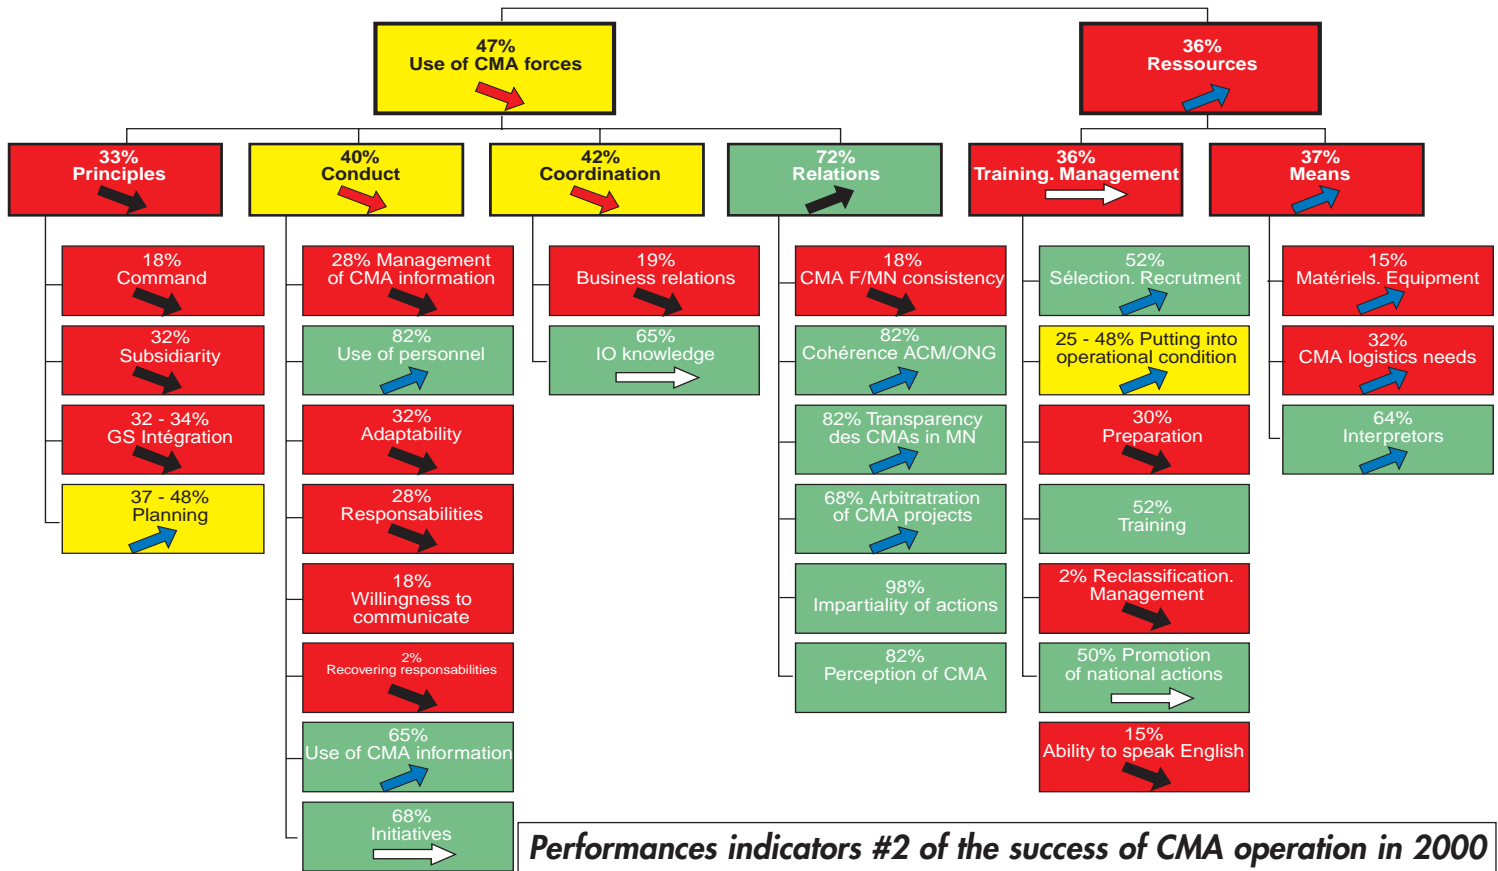 47%
Use of CMA forces
36%
Ressources
33%
Principles
40%
Conduct
42%
Coordination
72%
Relations
36%
Training. Management
37%
Means
18%
Command
32%
Subsidiarity
32 - 34%
GS Intégration
37 - 48%
Planning
28% Management
of CMA information
82%
Use of personnel
32%
Adaptability
28%
Responsabilities
18%
Willingness to
communicate
2%
Recovering responsabilities
65%
Use of CMA information
68%
Initiatives
19%
Business relations
65%
IO knowledge
18%
CMA F/MN consistency
82%
Cohérence ACM/ONG
82% Transparency
des CMAs in MN
68% Arbitratration
of CMA projects
98%
Impartiality of actions
82%
Perception of CMA
52%
Sélection. Recrutment
25 - 48% Putting into
operational condition
30%
Preparation
52%
Training
2% Reclassification.
Management
50% Promotion
of national actions
15%
Ability to speak English
15%
Matériels. Equipment
32%
CMA logistics needs
64%
Interpretors
Performances indicators #2 of the success of CMA operation in 2000